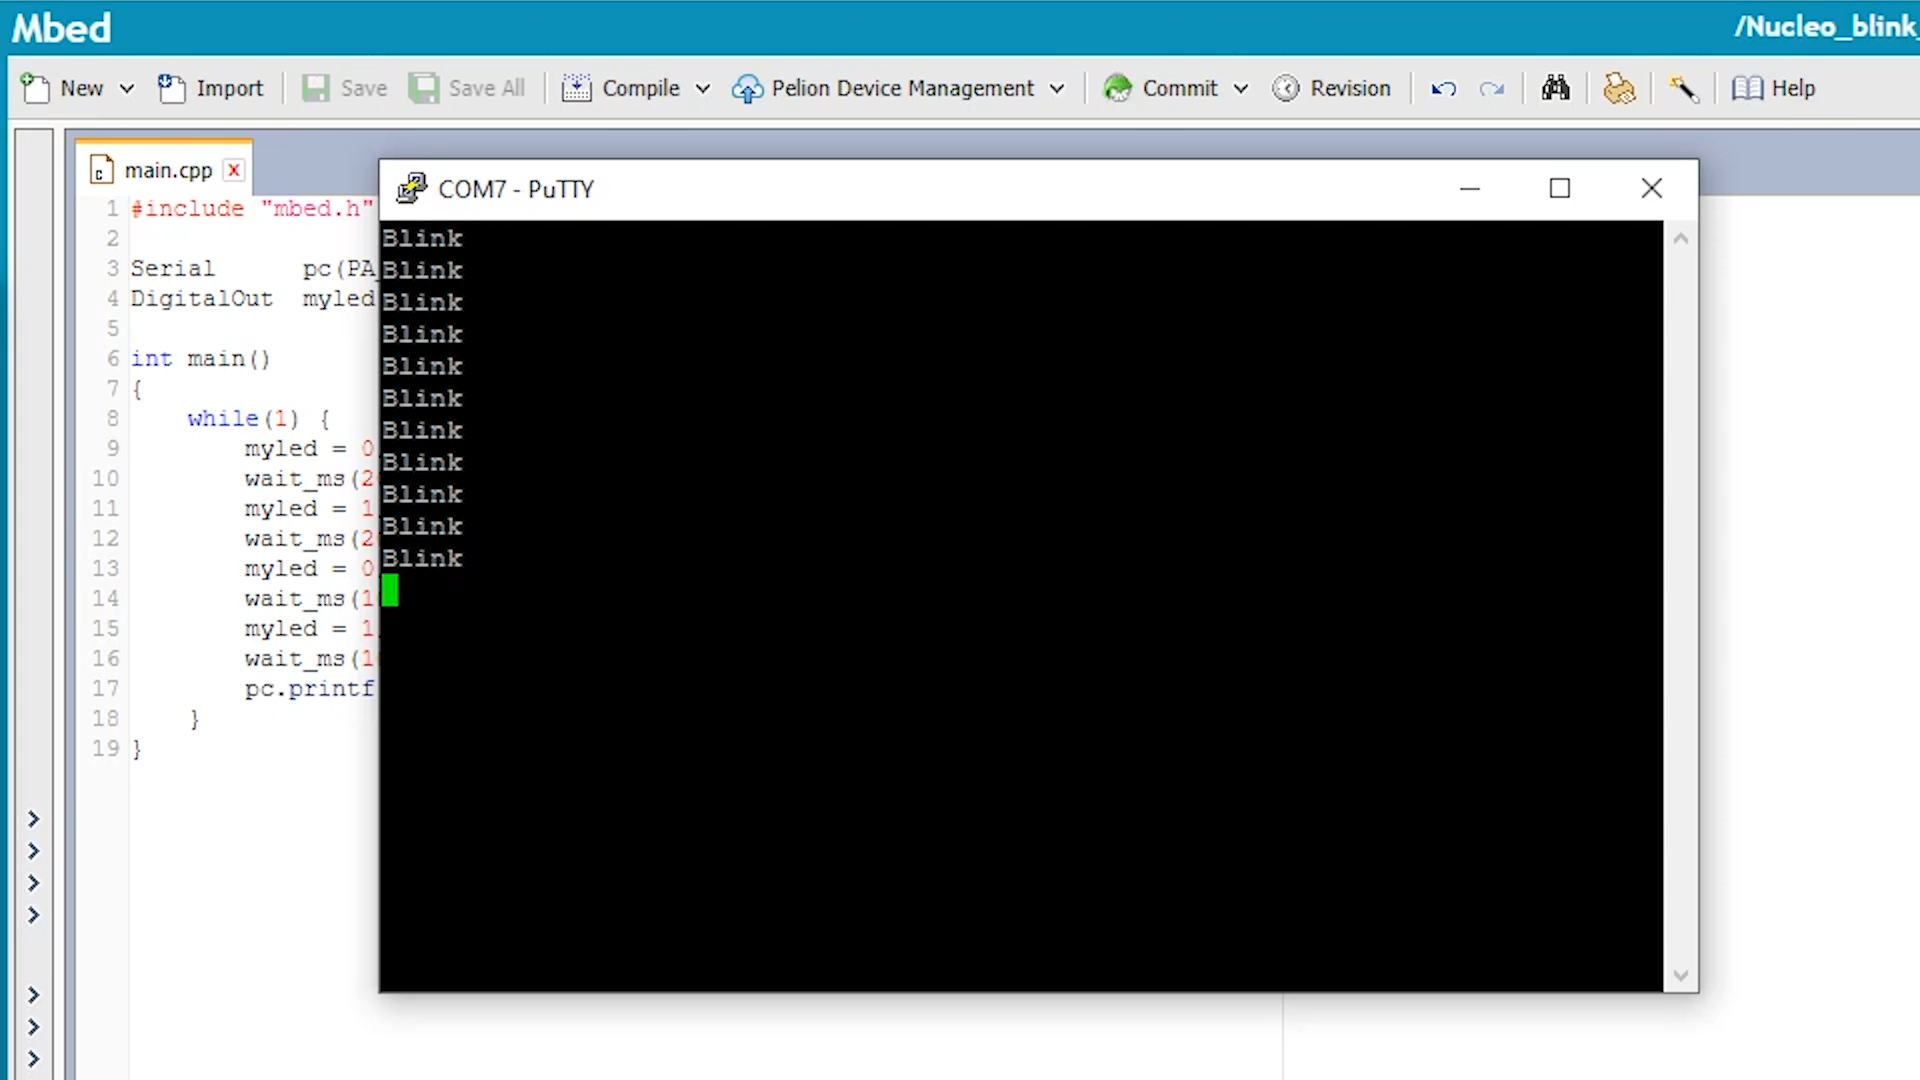 Mbed
/Nucleo_blink_
New Import Save Save All Compile Pelion Device Management Commit Revision Help
main.cpp
1 #include "mbed.h"
2
3 Serial pc(PA_
4 DigitalOut myled
5
6 int main()
7 {
8 while(1) {
9 myled = 0
10 wait_ms(2
11 myled = 1
12 wait_ms(2
13 myled = 0
14 wait_ms(1
15 myled = 1
16 wait_ms(1
17 pc.printf
18 }
19 }
COM7 - PuTTY
Blink
Blink
Blink
Blink
Blink
Blink
Blink
Blink
Blink
Blink
Blink